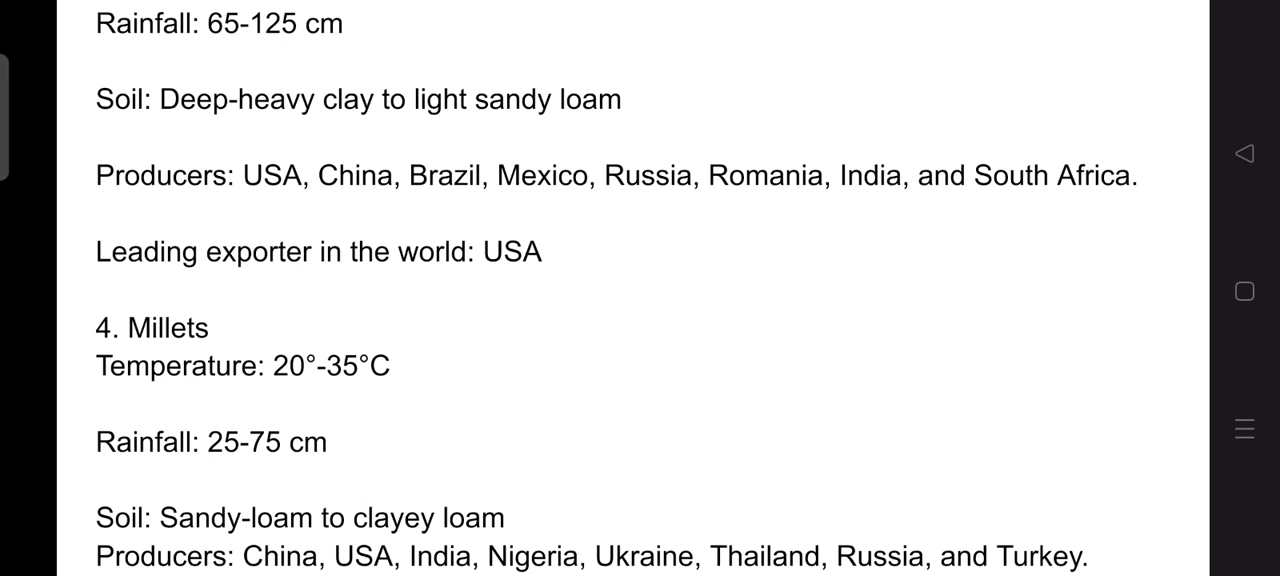 Rainfall: 65-125 cm
Soil: Deep-heavy clay to light sandy loam
Producers: USA, China, Brazil, Mexico, Russia, Romania, India, and South Africa.
Leading exporter in the world: USA
4. Millets
Temperature: 20°-35°C
Rainfall: 25-75 cm
Soil: Sandy-loam to clayey loam
Producers: China, USA, India, Nigeria, Ukraine, Thailand, Russia, and Turkey.